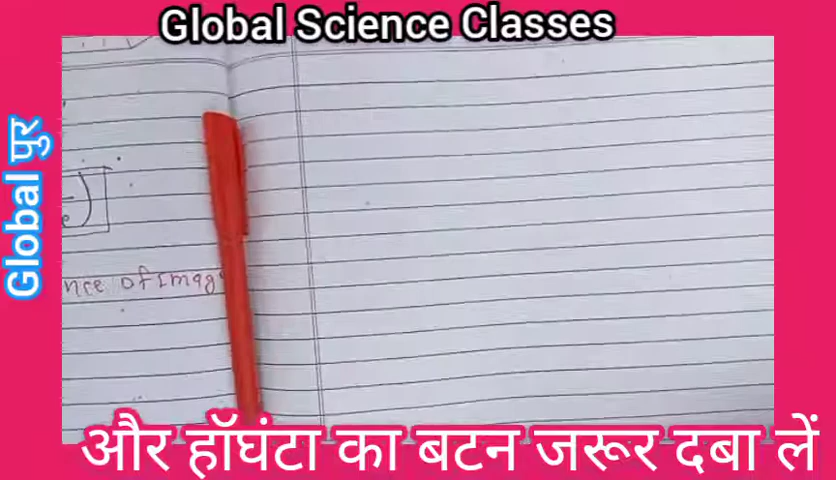 Global Science Classes
Global पुर
e)
nce of Imag
और हॉघंटा का बटन जरूर दबा लें